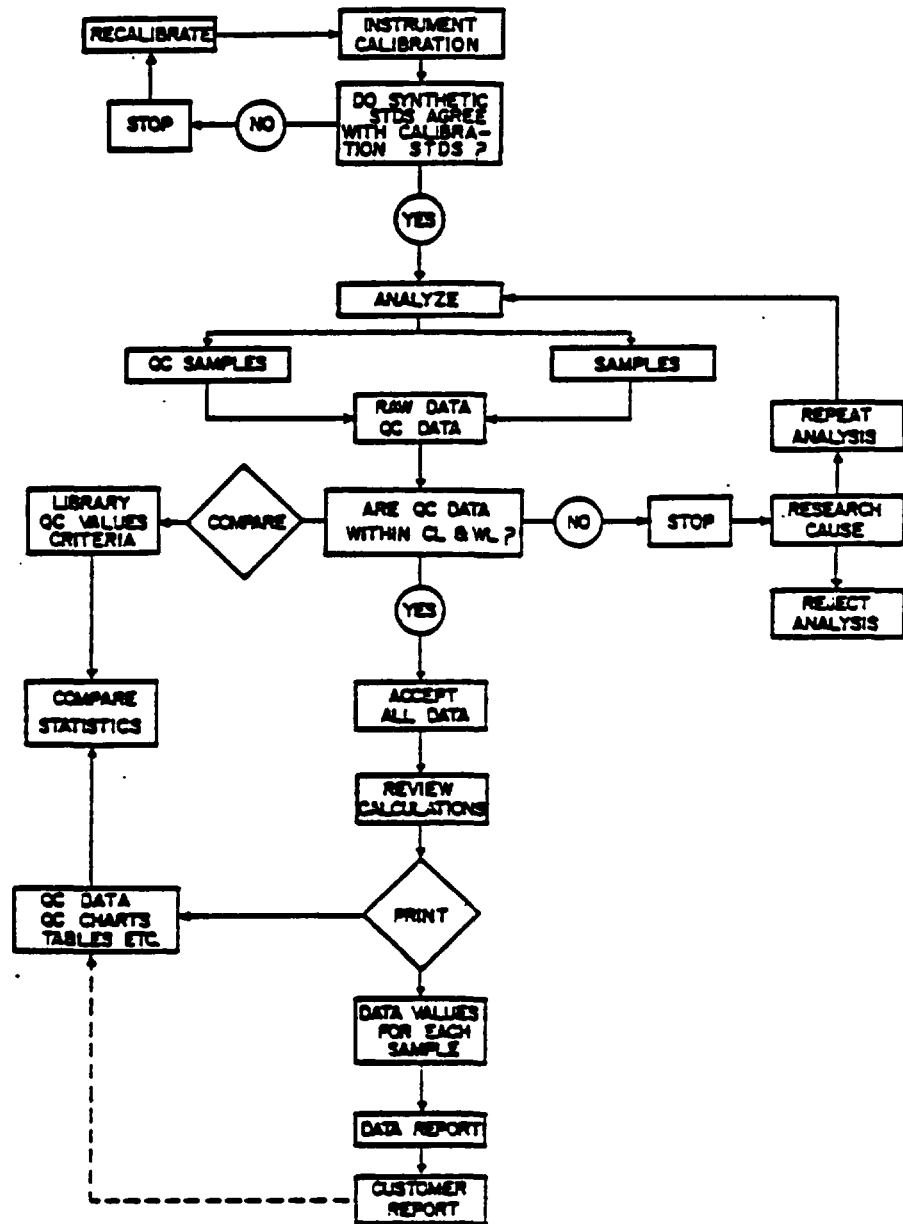 RECALIBRATE
INSTRUMENT
CALIBRATION
STOP
NO
DO SYNTHETIC
STDS AGREE
WITH CALIBRA-
TION STDS ?
YES
ANALYZE
QC SAMPLES
SAMPLES
RAW DATA
QC DATA
REPEAT
ANALYSIS
LIBRARY
QC VALUES
CRITERIA
COMPARE
ARE QC DATA
WITHIN CL & WL ?
NO
STOP
RESEARCH
CAUSE
YES
REJECT
ANALYSIS
COMPARE
STATISTICS
ACCEPT
ALL DATA
REVIEW
CALCULATIONS
QC DATA
QC CHARTS
TABLES ETC.
PRINT
DATA VALUES
FOR EACH
SAMPLE
DATA REPORT
CUSTOMER
REPORT